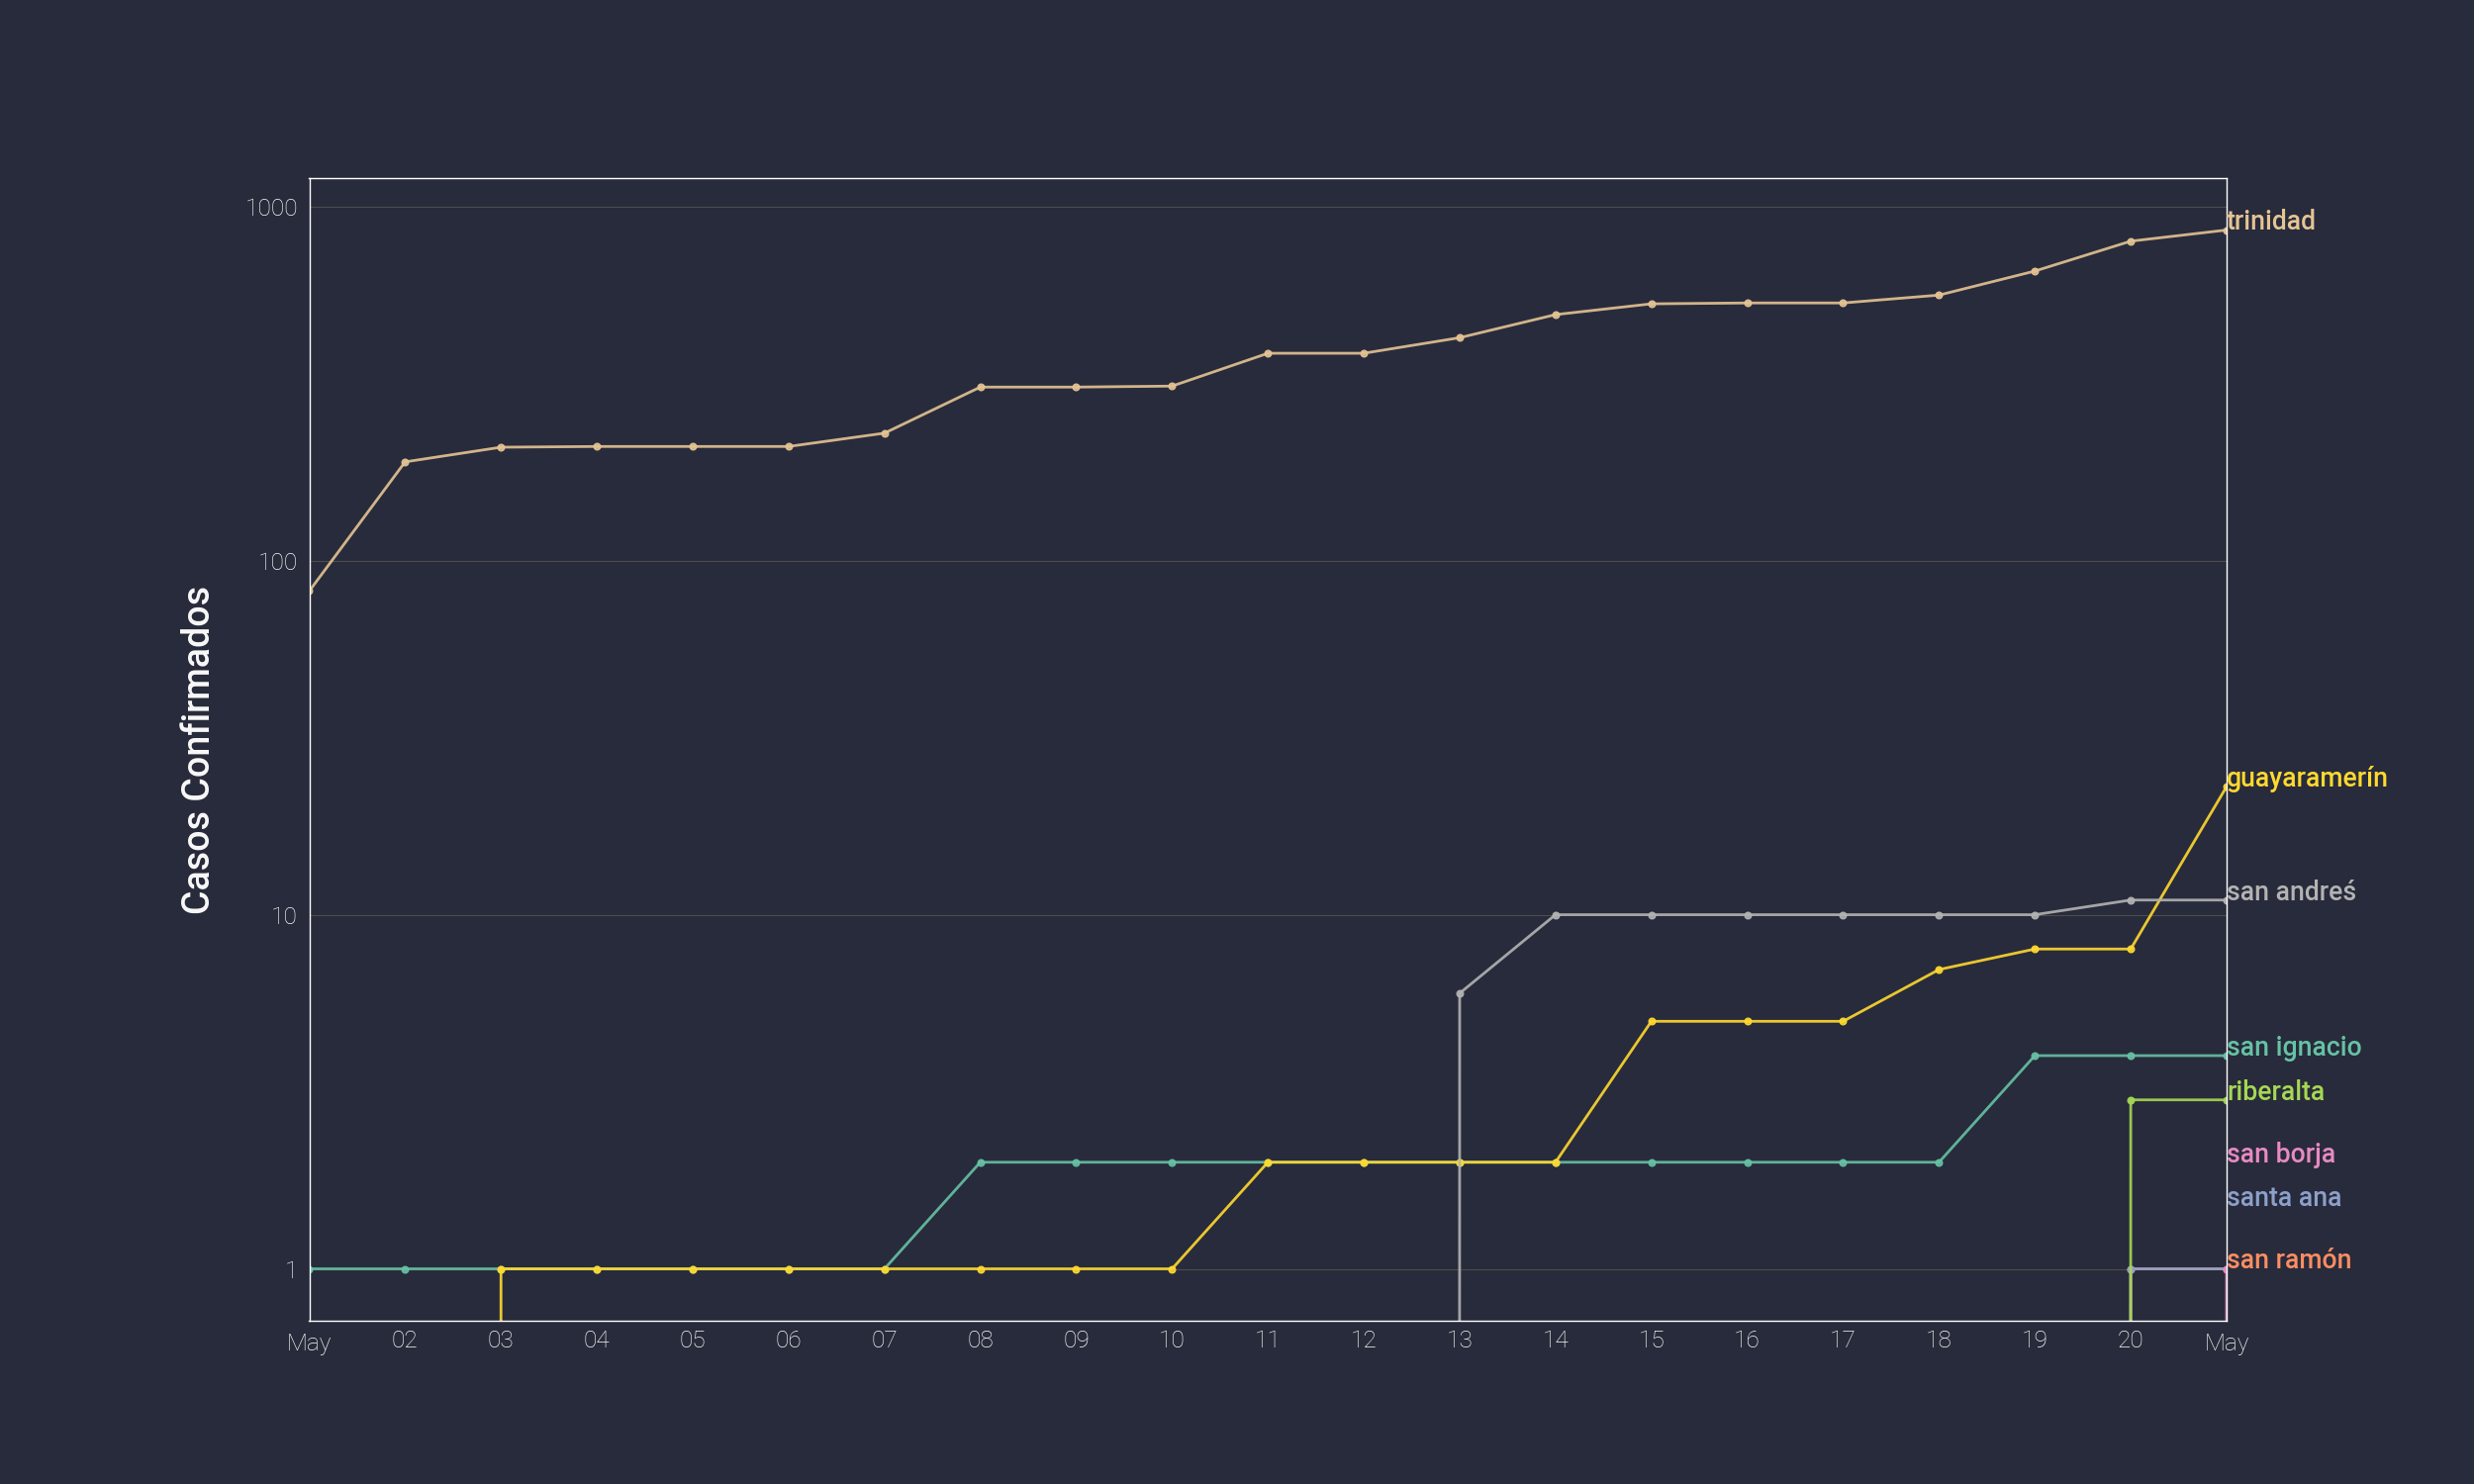 Casos Confirmados
1000
100
10
1
May 02 03 04 05 06 07 08 09 10 11 12 13 14 15 16 17 18 19 20 May
trinidad
guayaramerín
san andreś
san ignacio
riberalta
san borja
santa ana
san ramón